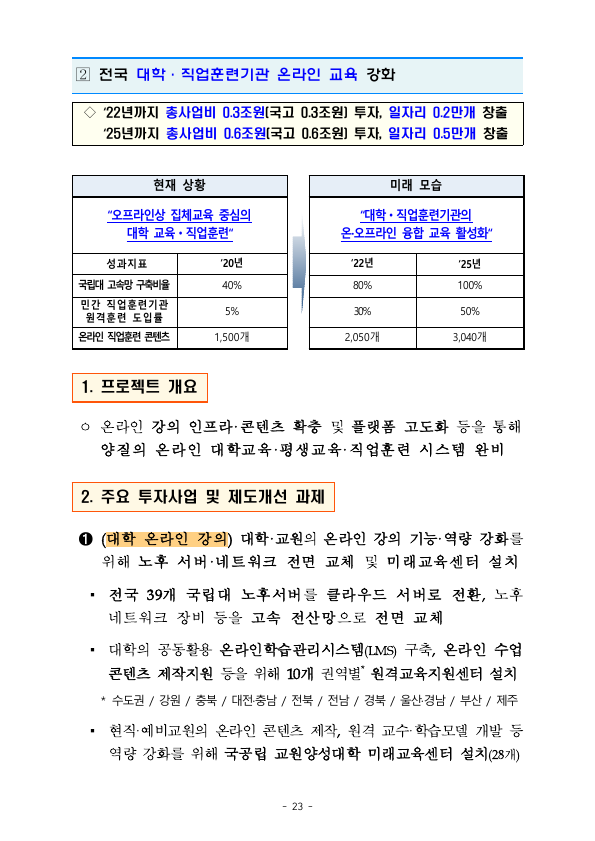 ② 전국 대학·직업훈련기관 온라인 교육 강화
◇ ‘22년까지 총사업비 0.3조원(국고 0.3조원) 투자, 일자리 0.2만개 창출
‘25년까지 총사업비 0.6조원(국고 0.6조원) 투자, 일자리 0.5만개 창출
현재 상황 미래 모습
“오프라인상 집체교육 중심의
대학 교육・직업훈련”
“대학・직업훈련기관의
온·오프라인 융합 교육 활성화”
성과지표 ’20년 ’22년 ’25년
국립대 고속망 구축비율 40% 80% 100%
민간 직업훈련기관
원격훈련 도입률 5% 30% 50%
온라인 직업훈련 콘텐츠 1,500개 2,050개 3,040개
1. 프로젝트 개요
ㅇ 온라인 강의 인프라·콘텐츠 확충 및 플랫폼 고도화 등을 통해
양질의 온라인 대학교육·평생교육·직업훈련 시스템 완비
2. 주요 투자사업 및 제도개선 과제
❶ (대학 온라인 강의) 대학·교원의 온라인 강의 기능·역량 강화를
위해 노후 서버·네트워크 전면 교체 및 미래교육센터 설치
▪ 전국 39개 국립대 노후서버를 클라우드 서버로 전환, 노후
네트워크 장비 등을 고속 전산망으로 전면 교체
▪ 대학의 공동활용 온라인학습관리시스템(LMS) 구축, 온라인 수업
콘텐츠 제작지원 등을 위해 10개 권역별* 원격교육지원센터 설치
* 수도권 / 강원 / 충북 / 대전·충남 / 전북 / 전남 / 경북 / 울산·경남 / 부산 / 제주
▪ 현직·예비교원의 온라인 콘텐츠 제작, 원격 교수·학습모델 개발 등
역량 강화를 위해 국공립 교원양성대학 미래교육센터 설치(28개)
- 23 -